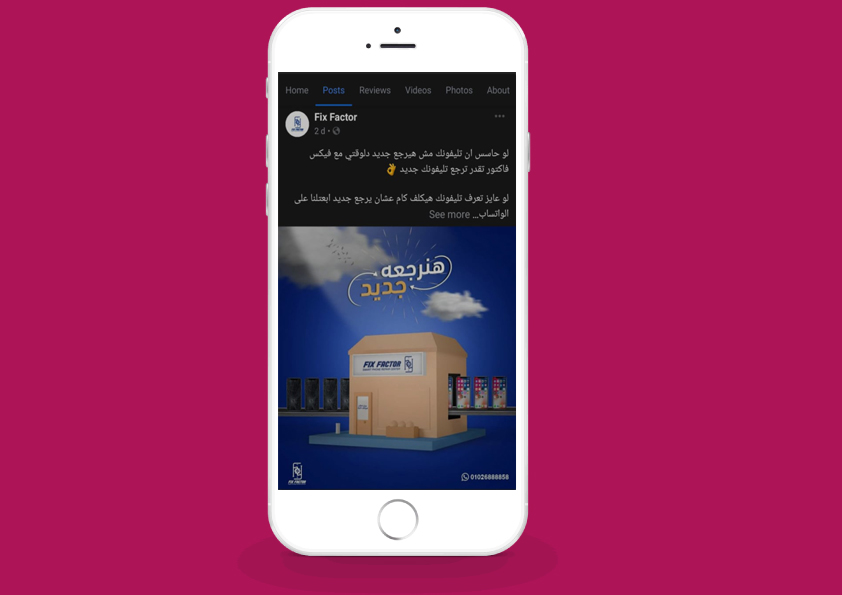 Home Posts Reviews Videos Photos About
Fix Factor
2 d
لو حاسس ان تليفونك مش هيرجع جديد دلوقتي مع فيكس
فاكتور تقدر ترجع تليفونك جديد 👌
لو عايز تعرف تليفونك هيكلف كام عشان يرجع جديد ابعتلنا على
الواتساب... See more
هنرجعه
جديد
FIX FACTOR
FIX FACTOR
01026888858